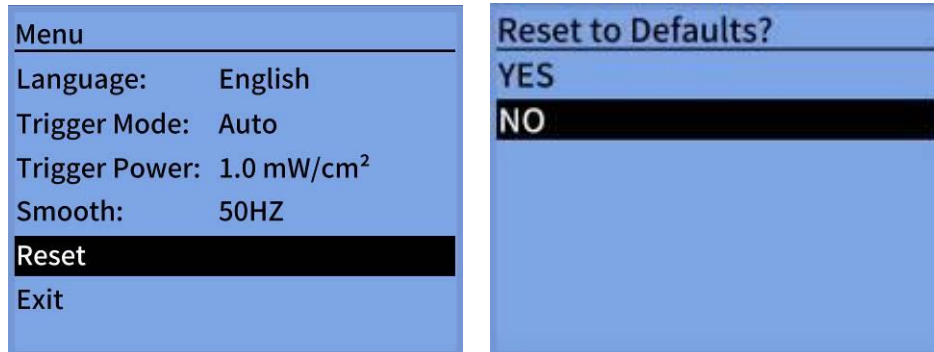 Menu
Language: English
Trigger Mode: Auto
Trigger Power: 1.0 mW/cm²
Smooth: 50HZ
Reset
Exit
Reset to Defaults?
YES
NO